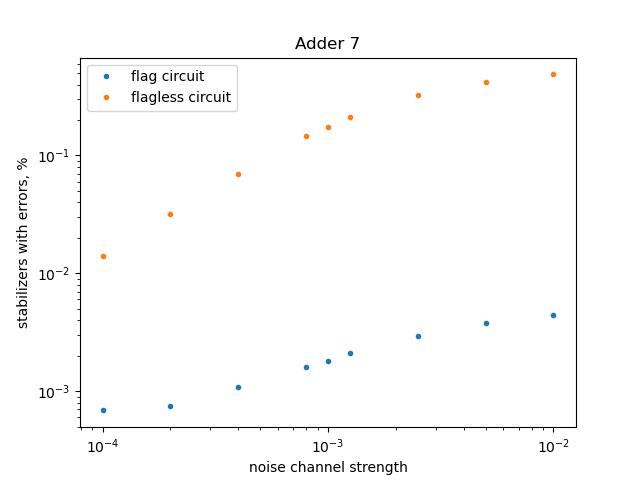 Adder 7
flag circuit
flagless circuit
stabilizers with errors, %
10⁻¹
10⁻²
10⁻³
10⁻⁴
10⁻³
10⁻²
noise channel strength